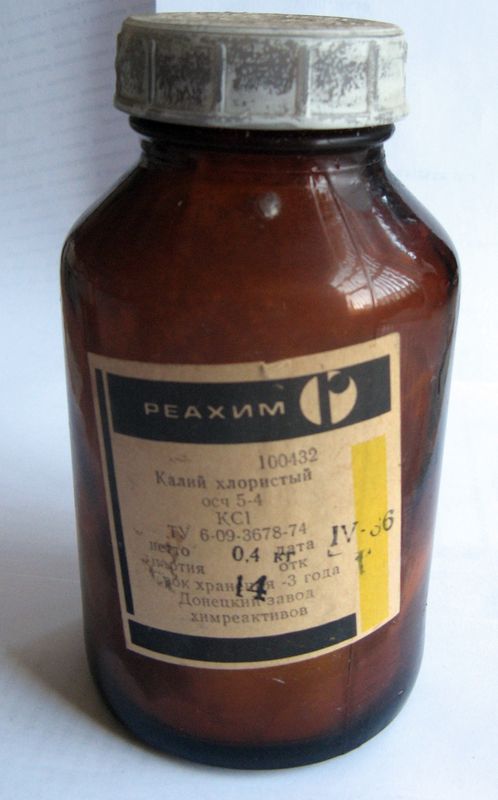 РЕАХИМ
100432
Калий хлористый
осч 5-4
KCl
ТУ 6-09-3678-74
нетто 0,4 кг дата IV-86
партия 14 отк
Срок хранения -3 года
Донецкий завод
химреактивов